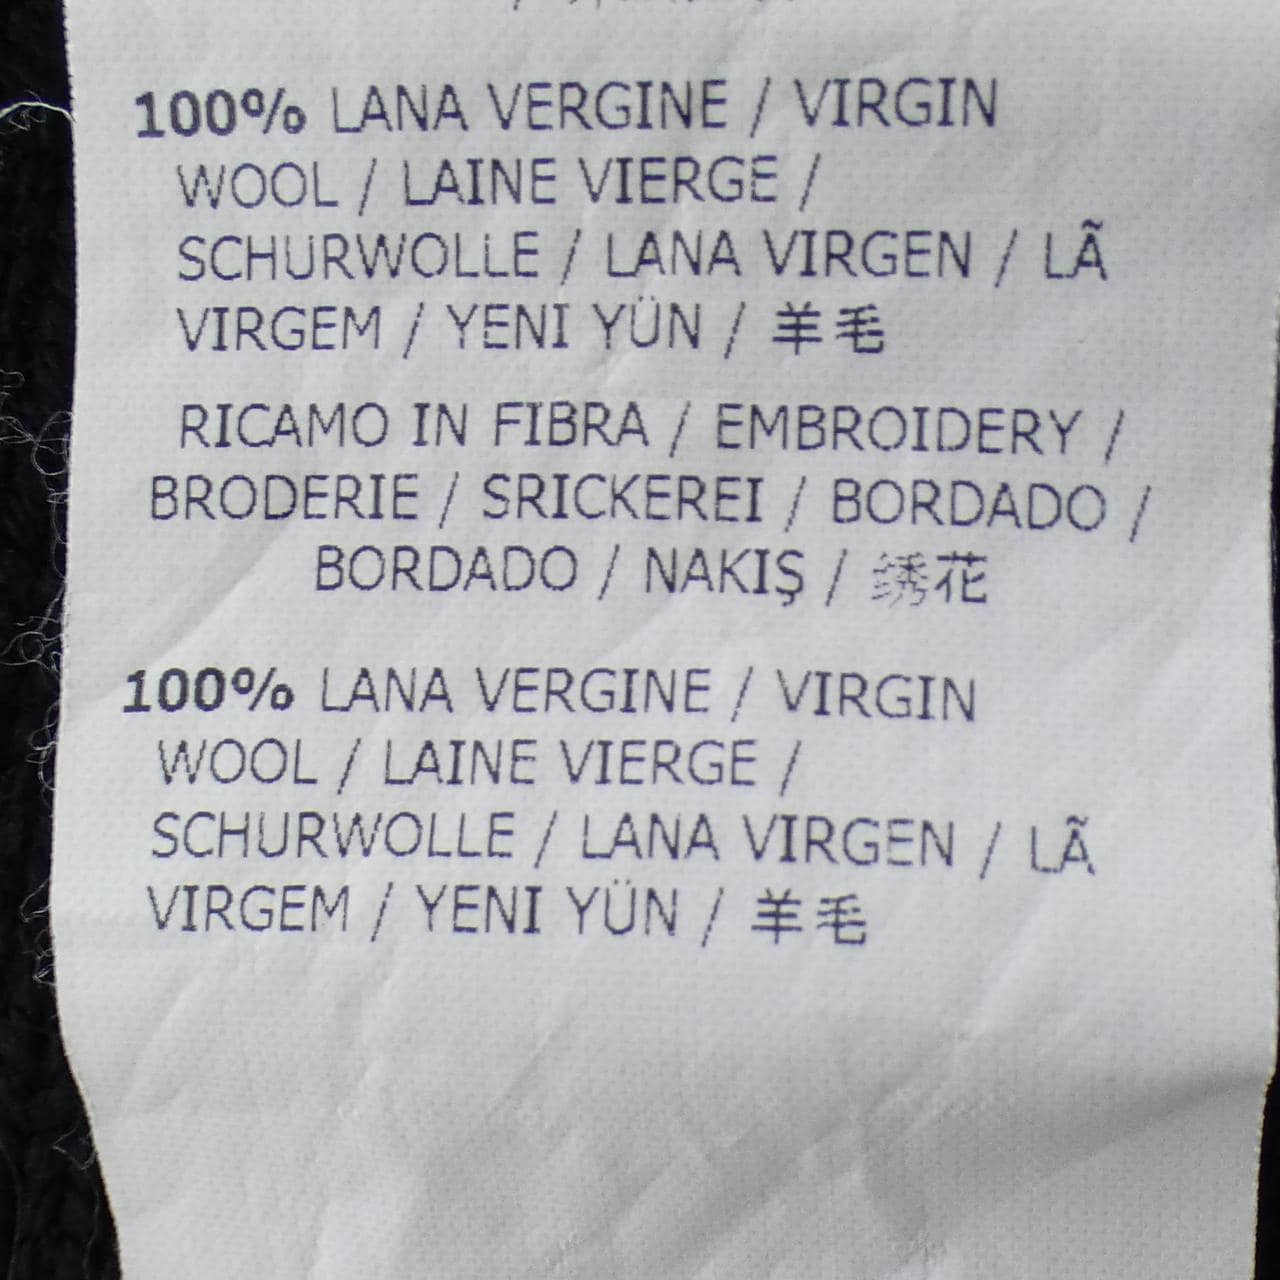 100% LANA VERGINE / VIRGIN
WOOL / LAINE VIERGE /
SCHURWOLLE / LANA VIRGEN / LÃ
VIRGEM / YENI YÜN / 羊毛
RICAMO IN FIBRA / EMBROIDERY /
BRODERIE / SRICKEREI / BORDADO /
BORDADO / NAKIŞ / 绣花
100% LANA VERGINE / VIRGIN
WOOL / LAINE VIERGE /
SCHURWOLLE / LANA VIRGEN / LÃ
VIRGEM / YENI YÜN / 羊毛